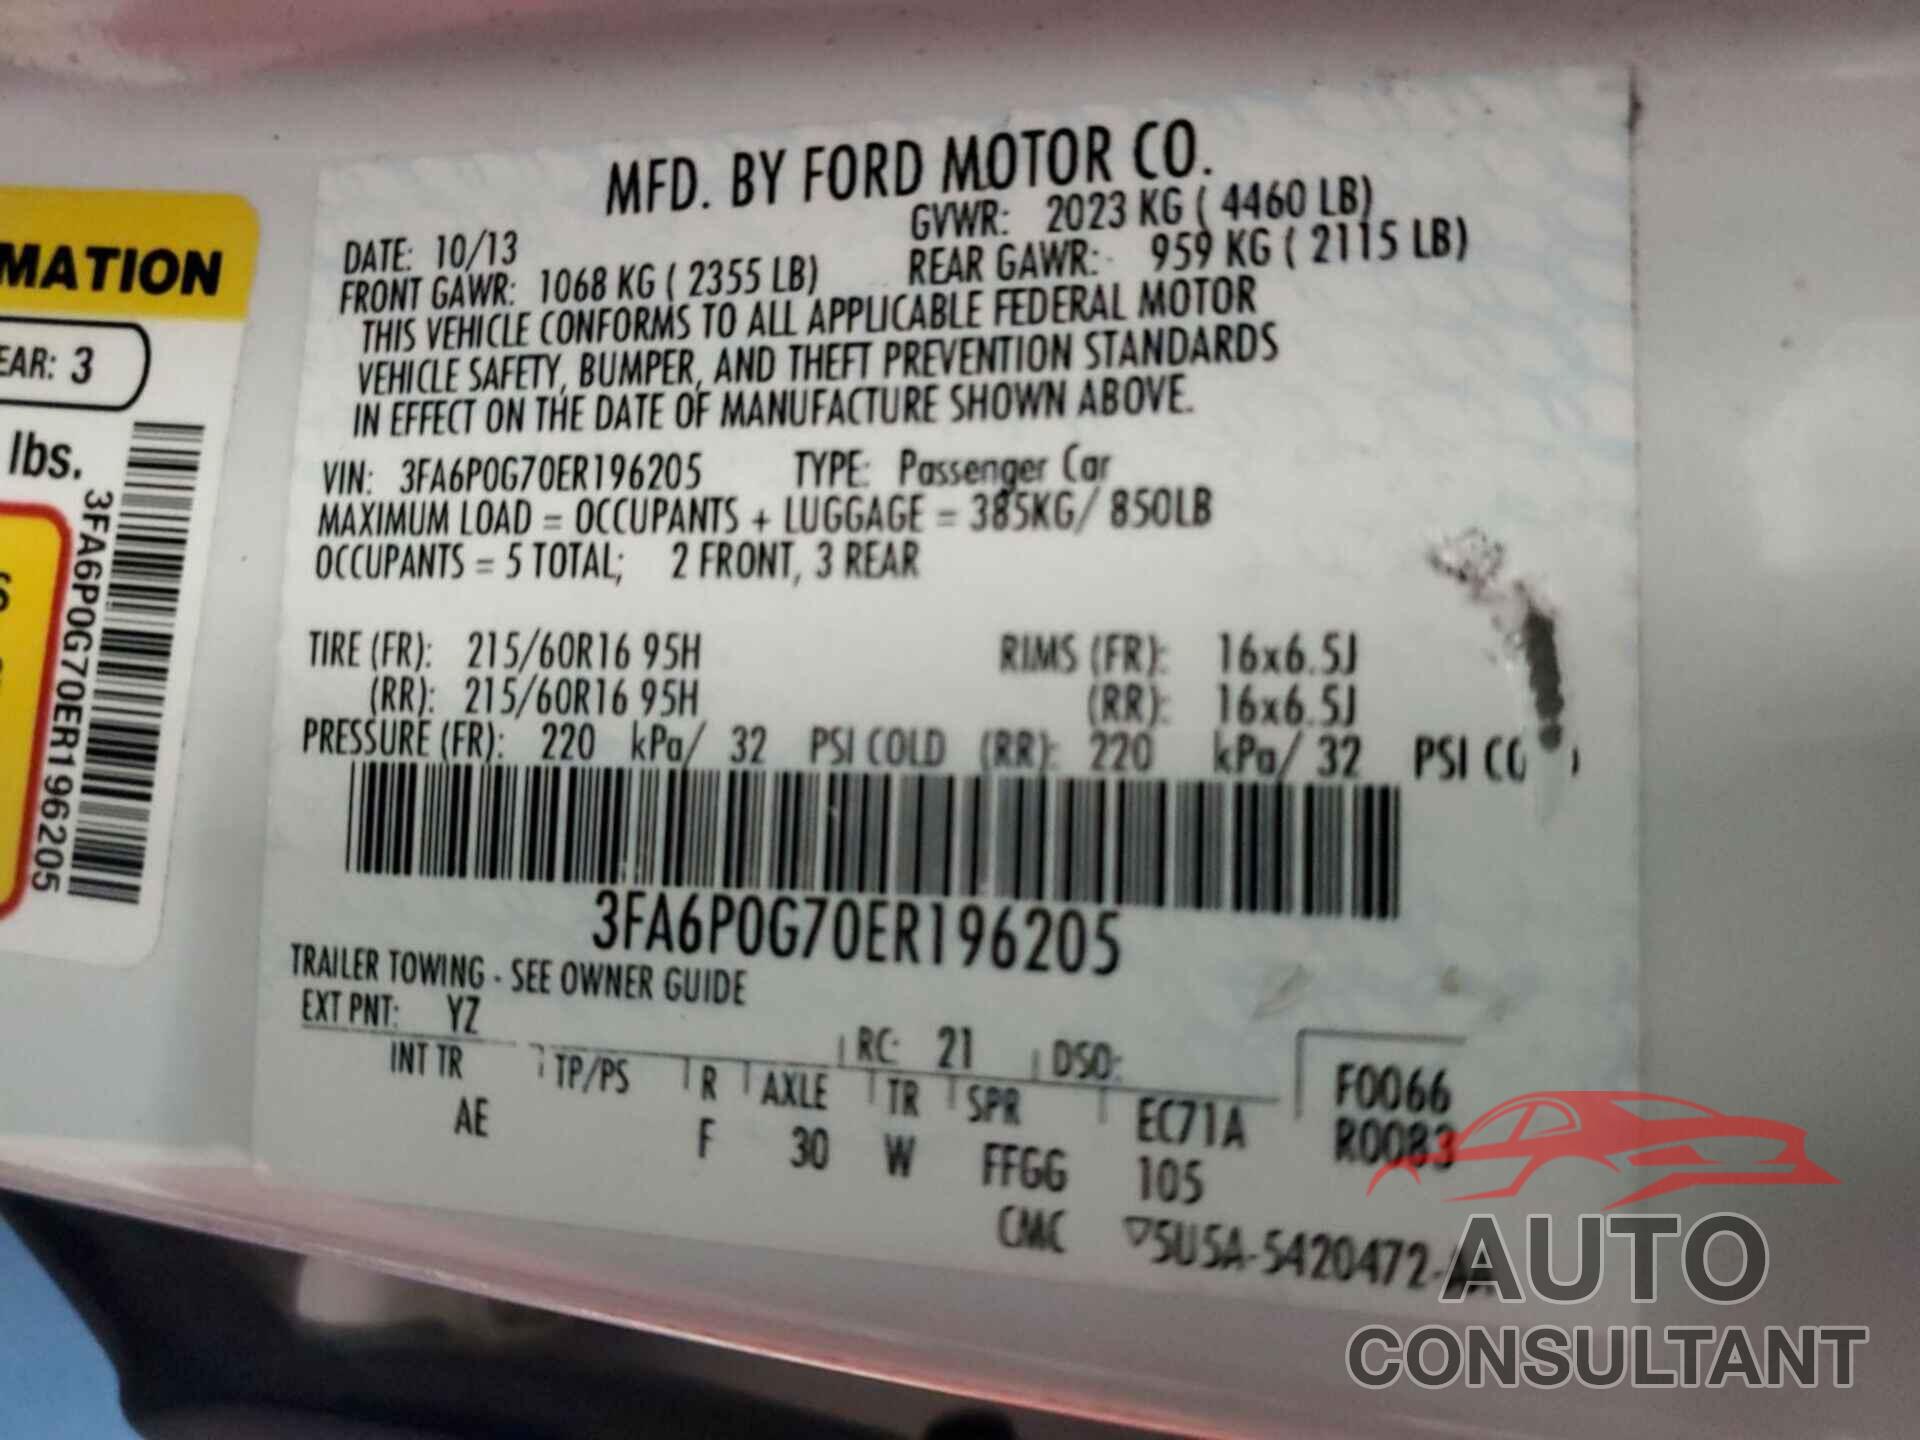 MFD. BY FORD MOTOR CO.
DATE: 10/13 GVWR: 2023 KG ( 4460 LB)
FRONT GAWR: 1068 KG ( 2355 LB) REAR GAWR: 959 KG ( 2115 LB)
THIS VEHICLE CONFORMS TO ALL APPLICABLE FEDERAL MOTOR
VEHICLE SAFETY, BUMPER, AND THEFT PREVENTION STANDARDS
IN EFFECT ON THE DATE OF MANUFACTURE SHOWN ABOVE.
VIN: 3FA6P0G70ER196205 TYPE: Passenger Car
MAXIMUM LOAD = OCCUPANTS + LUGGAGE = 385KG/ 850LB
OCCUPANTS = 5 TOTAL; 2 FRONT, 3 REAR
TIRE (FR): 215/60R16 95H RIMS (FR): 16x6.5J
(RR): 215/60R16 95H (RR): 16x6.5J
PRESSURE (FR): 220 kPa/ 32 PSI COLD (RR): 220 kPa/ 32 PSI
3FA6P0G70ER196205
TRAILER TOWING - SEE OWNER GUIDE
EXT PNT: YZ RC: 21 DSO:
INT TR TP/PS R AXLE TR SPR EC71A F0066
AE F 30 W FFGG 105 R0083
CMC ▽5U5A-5420472-
MATION
EAR: 3
lbs.
3FA6P0G70ER196205
AUTO
CONSULTANT